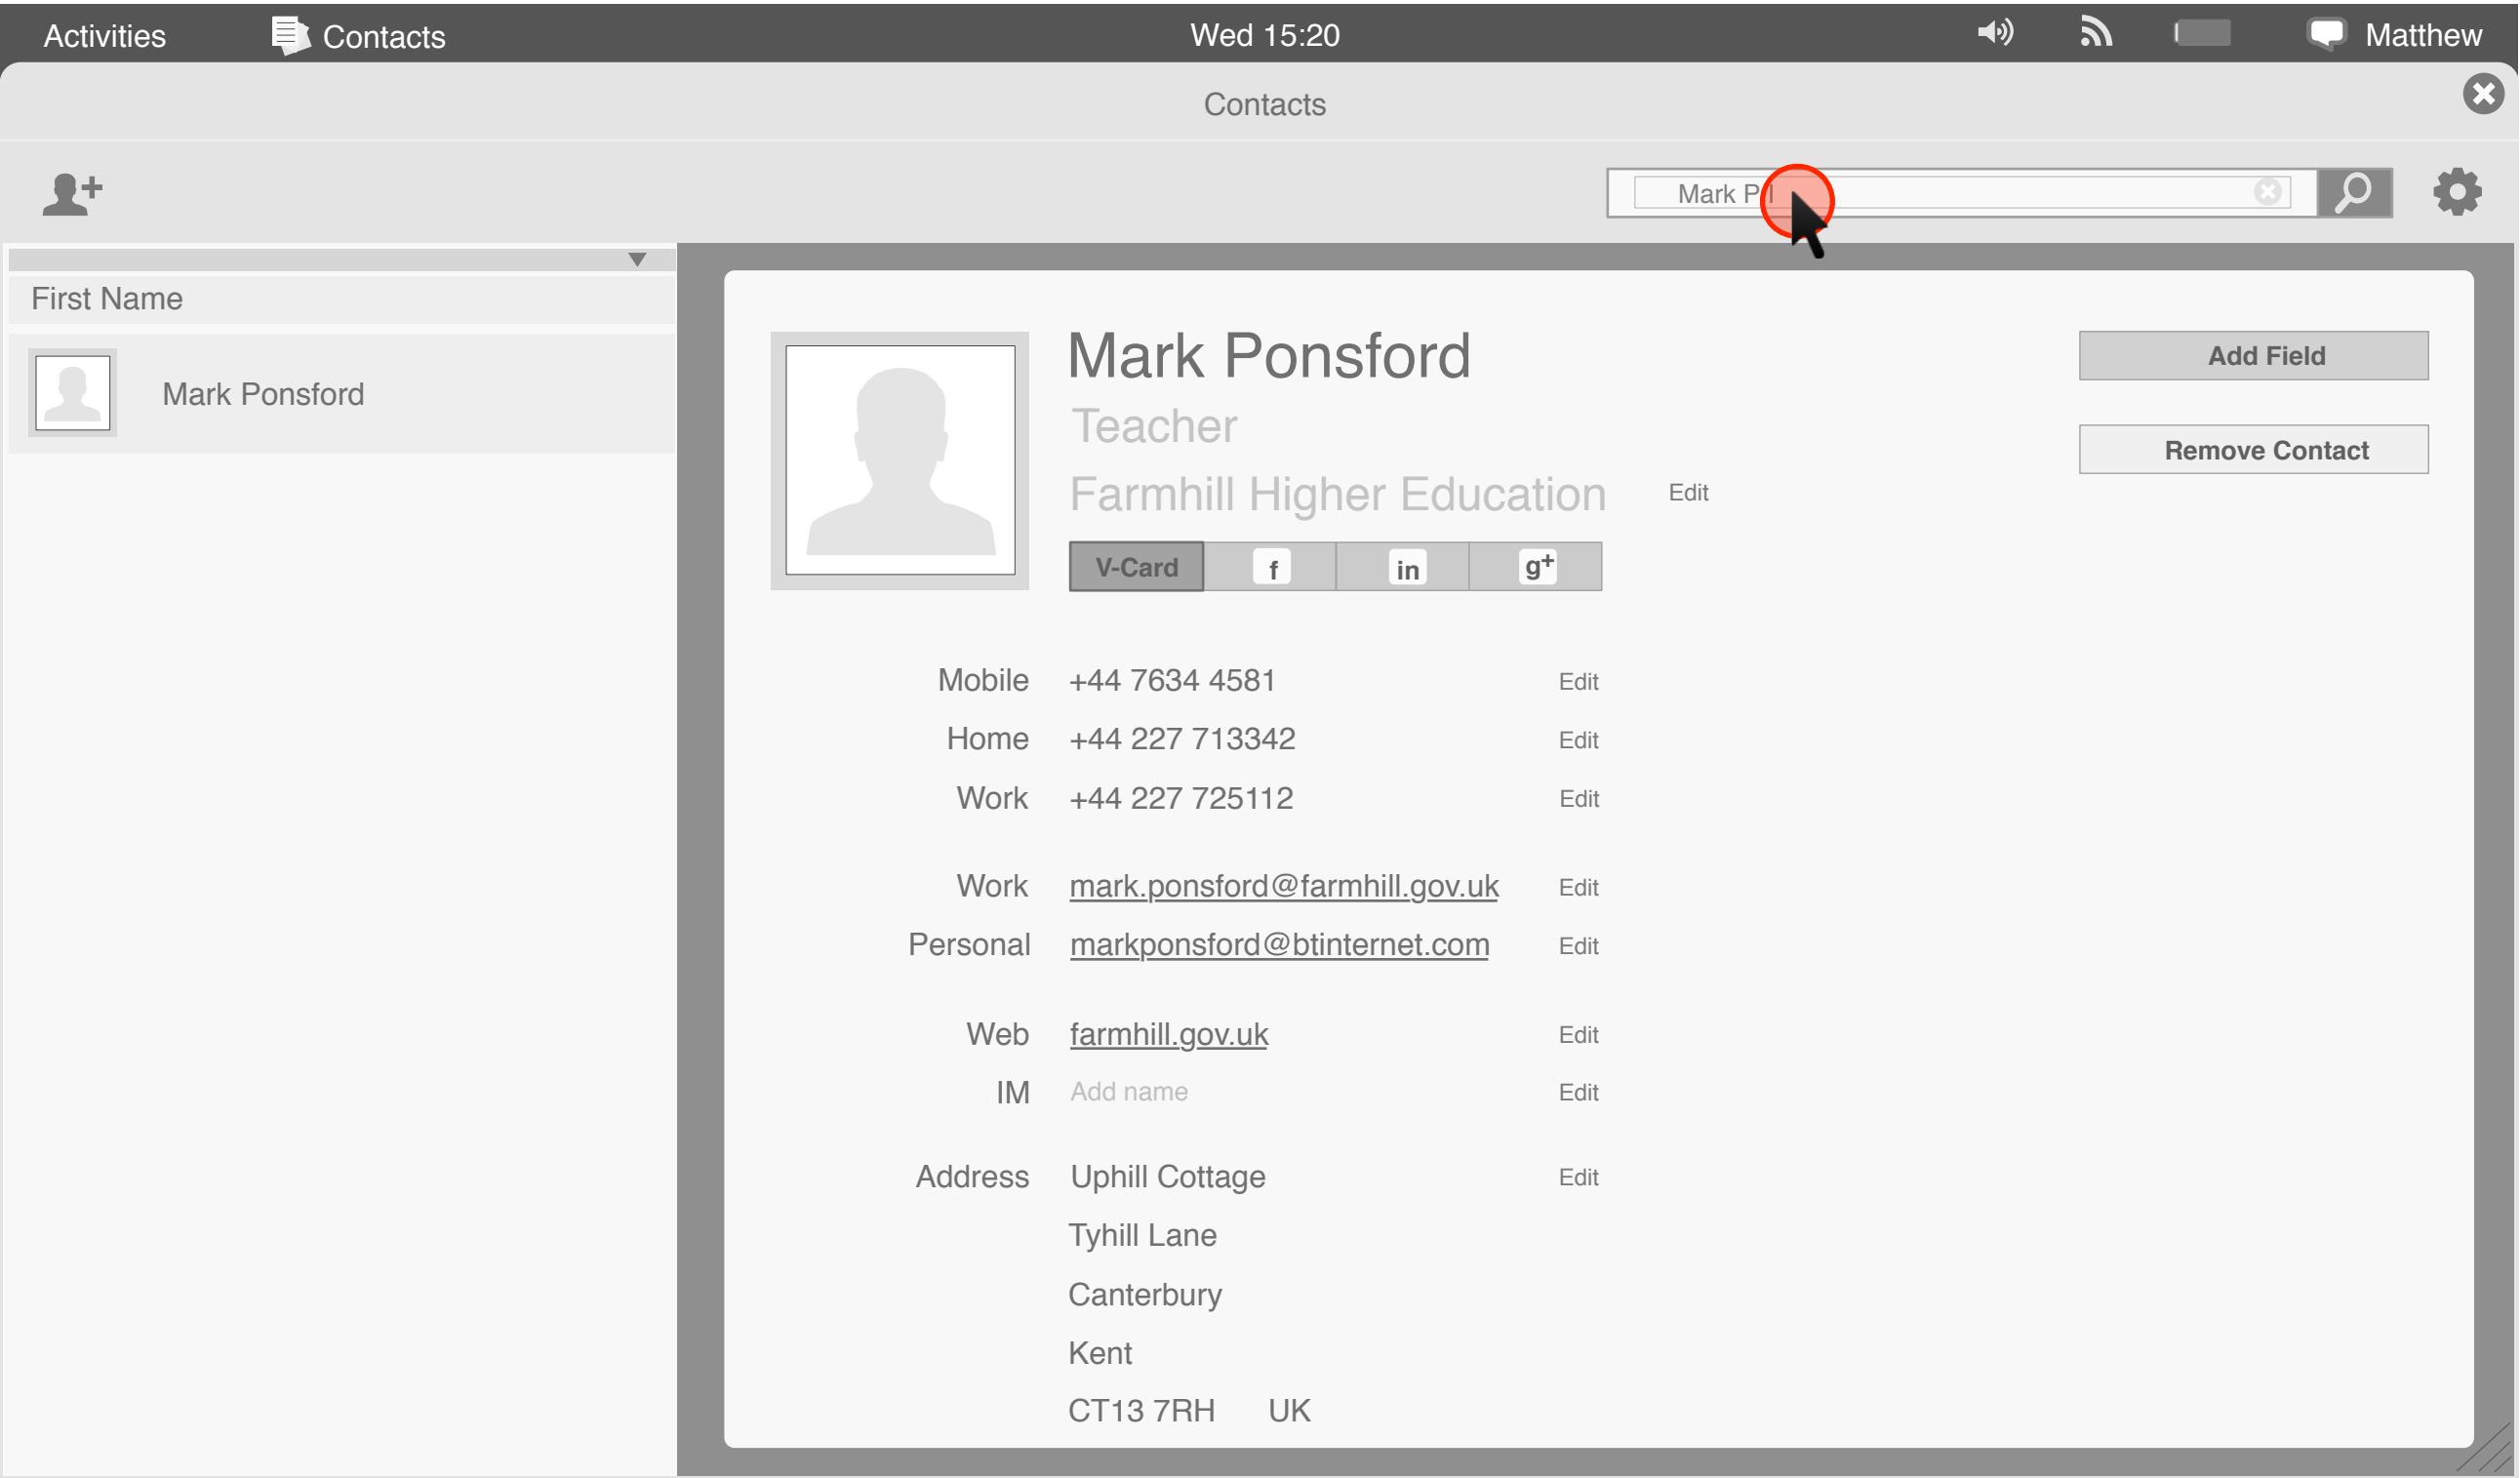 Activities Contacts Wed 15:20 Matthew
Contacts
Mark P
First Name
Mark Ponsford
Mark Ponsford
Teacher
Farmhill Higher Education Edit
Add Field
Remove Contact
V-Card f in g+
Mobile +44 7634 4581 Edit
Home +44 227 713342 Edit
Work +44 227 725112 Edit
Work mark.ponsford@farmhill.gov.uk Edit
Personal markponsford@btinternet.com Edit
Web farmhill.gov.uk Edit
IM Add name Edit
Address Uphill Cottage Edit
Tyhill Lane
Canterbury
Kent
CT13 7RH UK